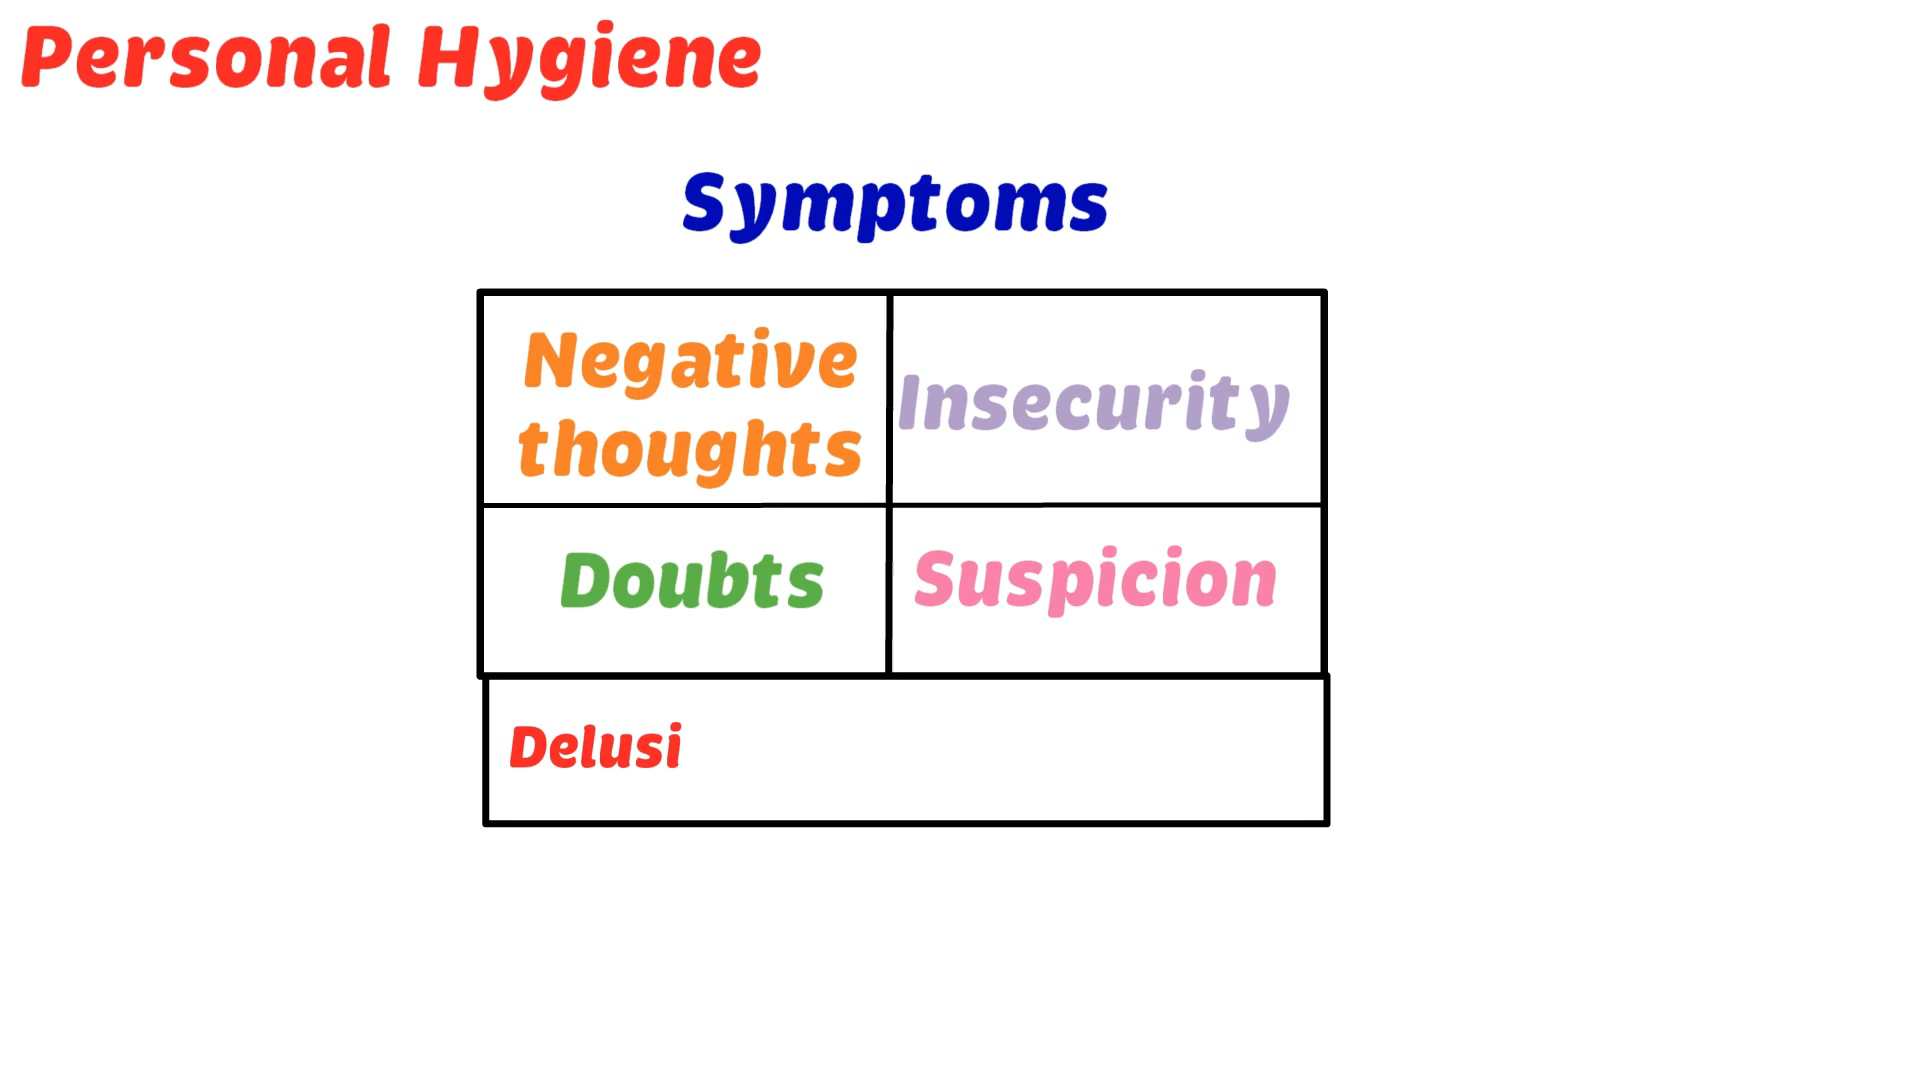 Personal Hygiene
Symptoms
Negative
thoughts
Insecurity
Doubts
Suspicion
Delusi